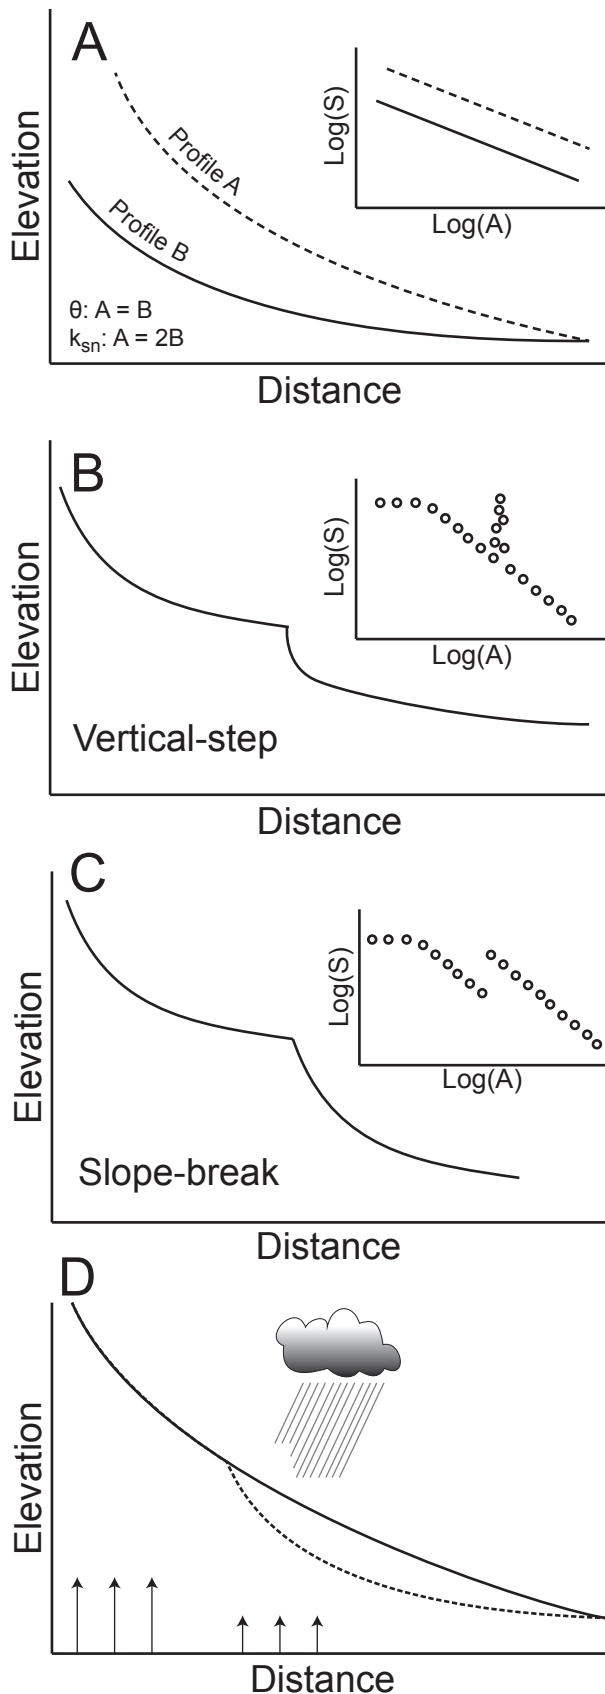 A
Elevation
Profile A
Profile B
θ: A = B
k_sn: A = 2B
Log(S)
Log(A)
Distance
B
Elevation
Log(S)
Log(A)
Vertical-step
Distance
C
Elevation
Log(S)
Log(A)
Slope-break
Distance
D
Elevation
Distance